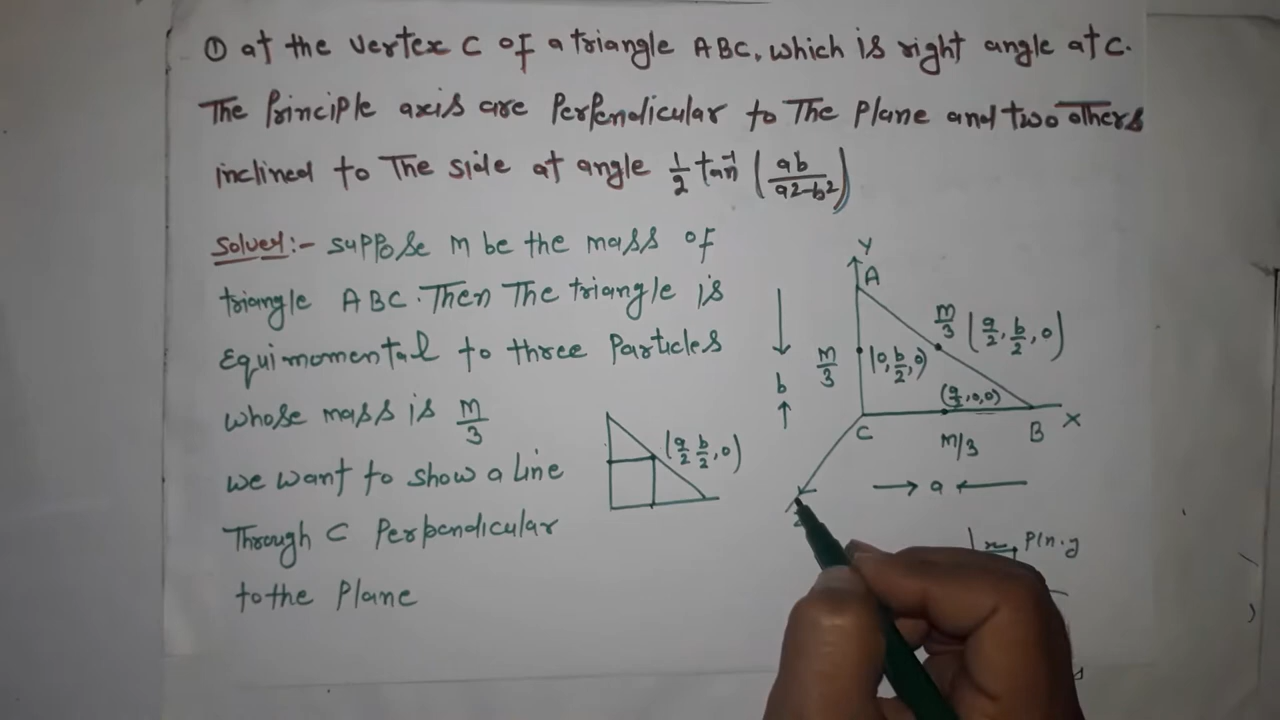 ① at the vertex C of a triangle ABC, which is right angle at C.
The Principle axis are Perpendicular to The Plane and two others
inclined to The side at angle 1/2 tan⁻¹ (ab/a2-b2)
Solved:- suppose M be the mass of
triangle ABC. Then The triangle is
Equimomental to three Particles
whose mass is M/3
we want to show a Line
Through C Perpendicular
to the Plane
(a/2 b/2, 0)
Y
A
M/3 (a/2, b/2, 0)
M/3
(0, b/2, 0)
b
(a/2, 0, 0)
C
M/3
B
X
a
P(n.y